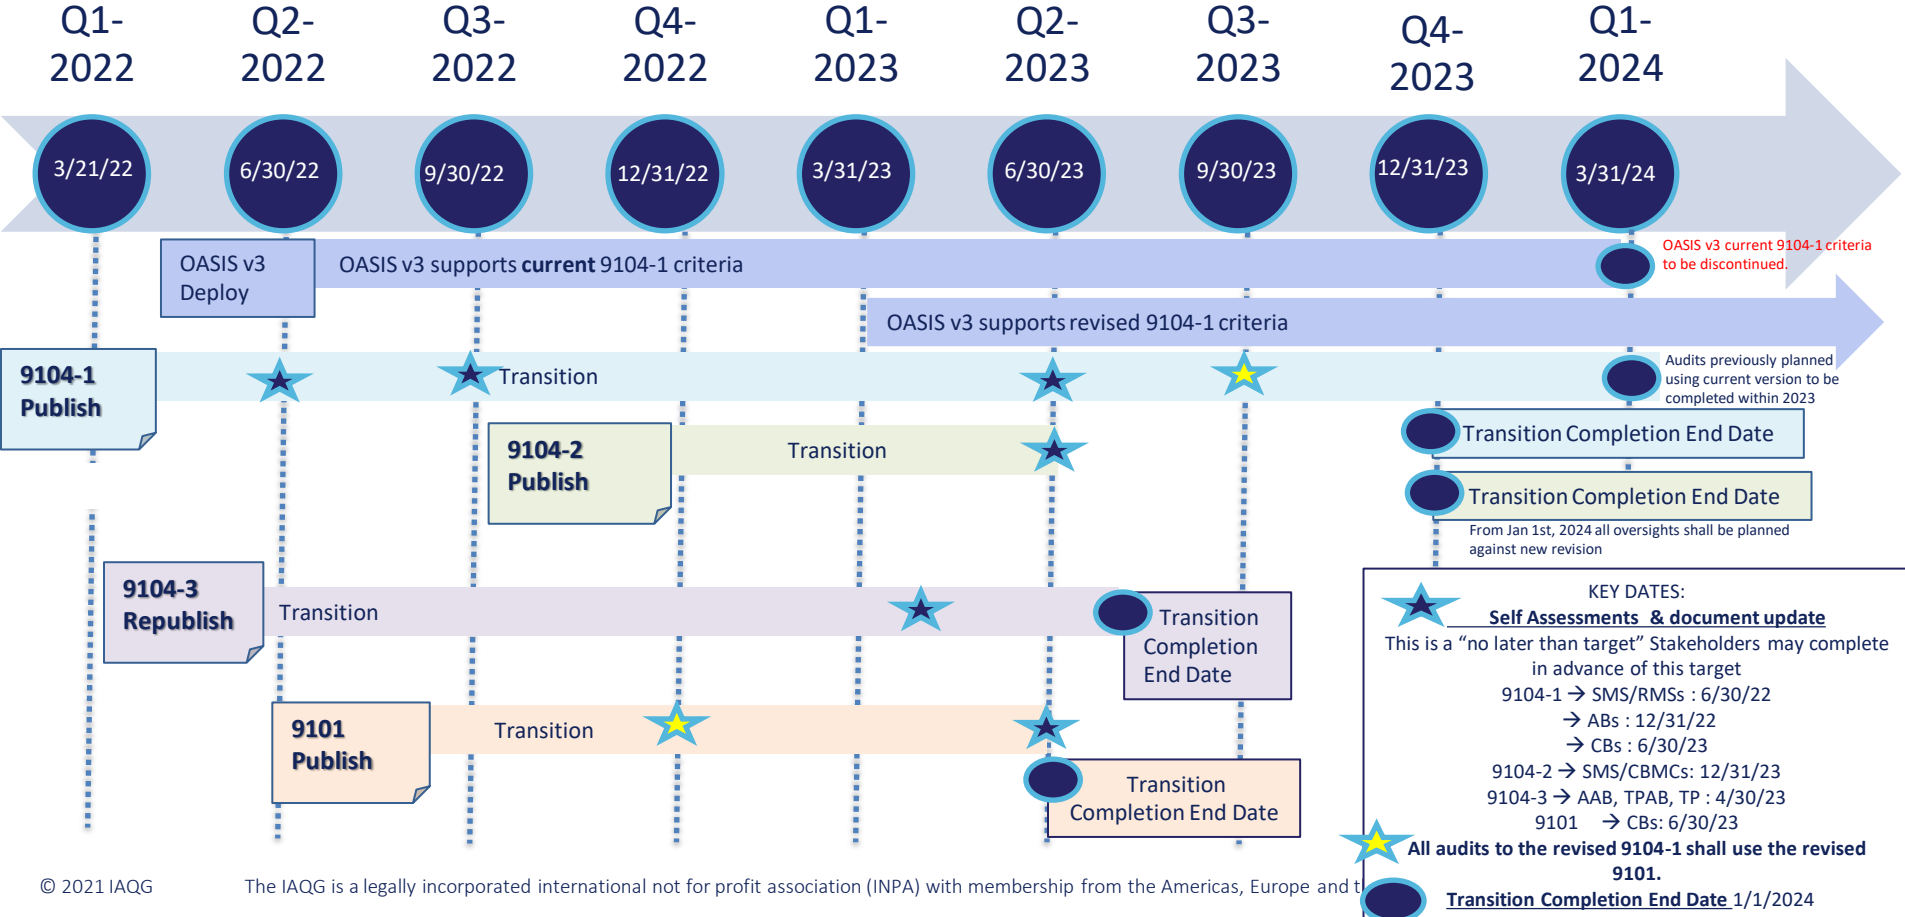 Q1-
2022
Q2-
2022
Q3-
2022
Q4-
2022
Q1-
2023
Q2-
2023
Q3-
2023
Q4-
2023
Q1-
2024
3/21/22
6/30/22
9/30/22
12/31/22
3/31/23
6/30/23
9/30/23
12/31/23
3/31/24
OASIS v3
Deploy
OASIS v3 supports current 9104-1 criteria
OASIS v3 current 9104-1 criteria
to be discontinued.
OASIS v3 supports revised 9104-1 criteria
9104-1
Publish
Transition
Audits previously planned
using current version to be
completed within 2023
Transition Completion End Date
9104-2
Publish
Transition
Transition Completion End Date
From Jan 1st, 2024 all oversights shall be planned
against new revision
9104-3
Republish
Transition
Transition
Completion
End Date
9101
Publish
Transition
Transition
Completion End Date
KEY DATES:
Self Assessments & document update
This is a “no later than target” Stakeholders may complete
in advance of this target
9104-1 → SMS/RMSs : 6/30/22
→ ABs : 12/31/22
→ CBs : 6/30/23
9104-2 → SMS/CBMCs: 12/31/23
9104-3 → AAB, TPAB, TP : 4/30/23
9101 → CBs: 6/30/23
All audits to the revised 9104-1 shall use the revised
9101.
Transition Completion End Date 1/1/2024
© 2021 IAQG
The IAQG is a legally incorporated international not for profit association (INPA) with membership from the Americas, Europe and